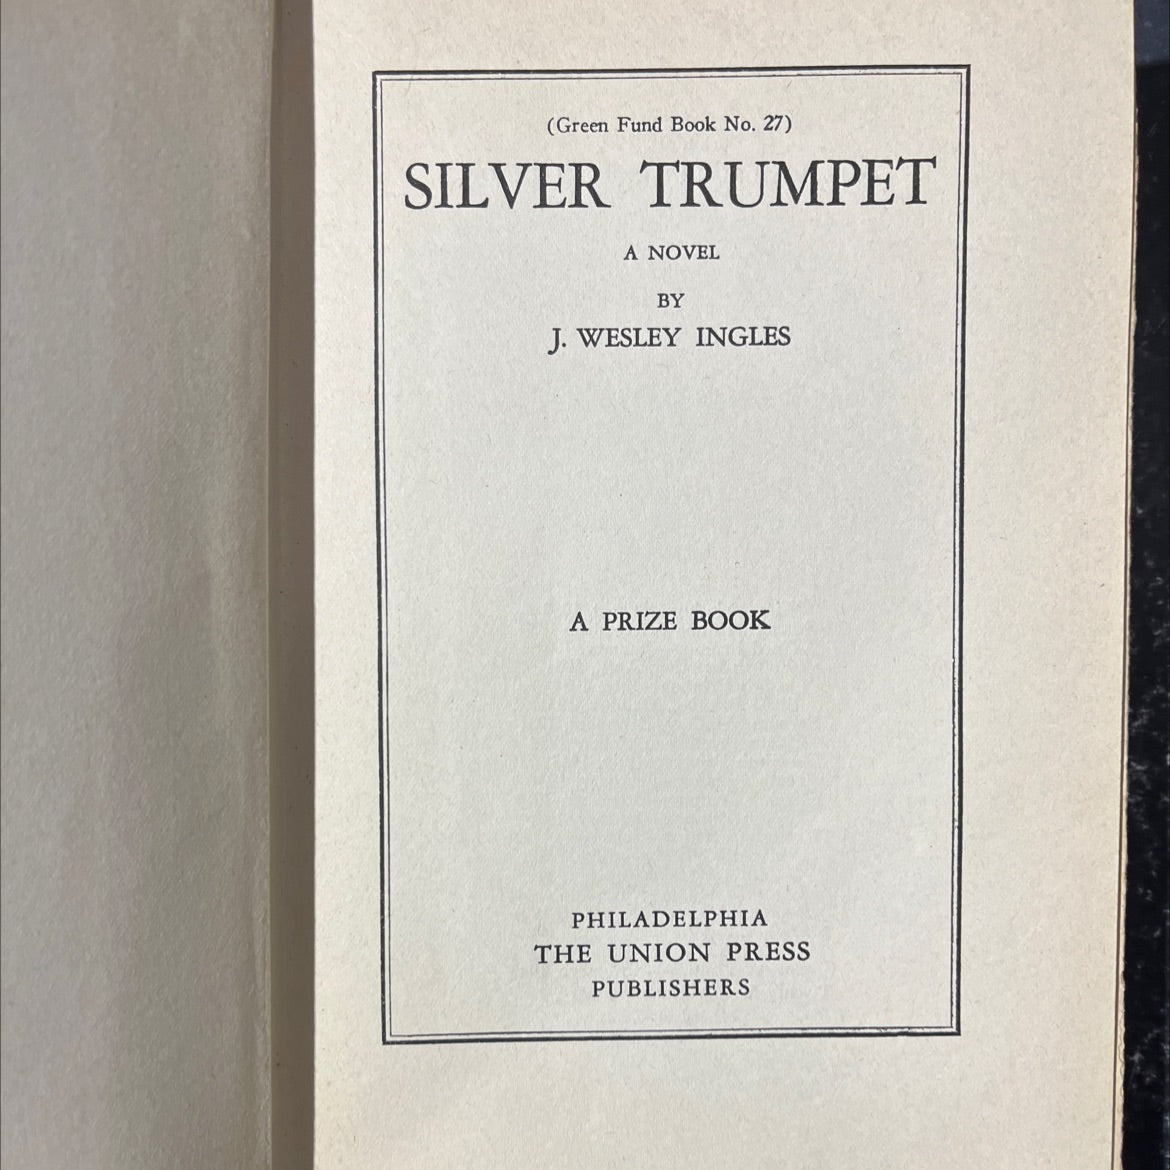 (Green Fund Book No. 27)
SILVER TRUMPET
A NOVEL
BY
J. WESLEY INGLES
A PRIZE BOOK
PHILADELPHIA
THE UNION PRESS
PUBLISHERS